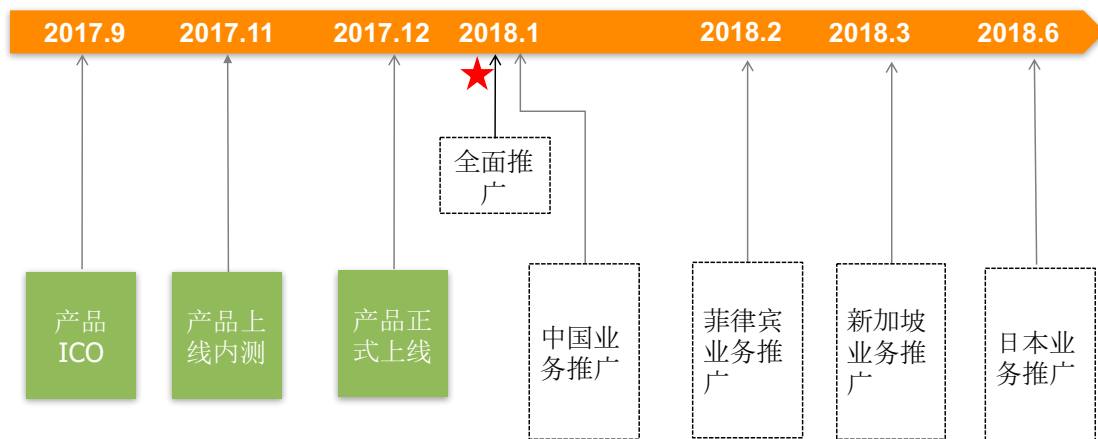 2017.9 2017.11 2017.12 2018.1 2018.2 2018.3 2018.6
全面推
广
产品
ICO
产品上
线内测
产品正
式上线
中国业
务推广
菲律宾
业务推
广
新加坡
业务推
广
日本业
务推广